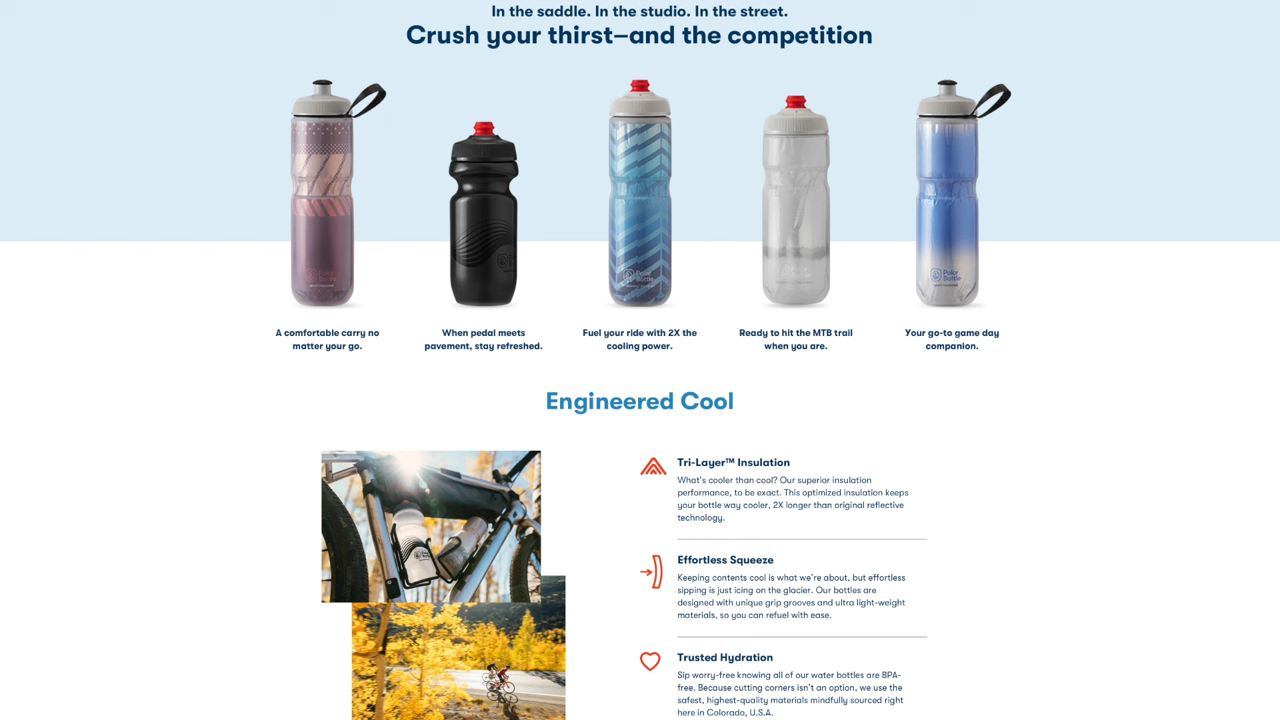 In the saddle. In the studio. In the street.
Crush your thirst—and the competition
Polar
Bottle
Polar
Bottle
Polar
Bottle
A comfortable carry no
matter your go.
When pedal meets
pavement, stay refreshed.
Fuel your ride with 2X the
cooling power.
Ready to hit the MTB trail
when you are.
Your go-to game day
companion.
Engineered Cool
Tri-Layer™ Insulation
What's cooler than cool? Our superior insulation
performance, to be exact. This optimized insulation keeps
your bottle way cooler, 2X longer than original reflective
technology.
Effortless Squeeze
Keeping contents cool is what we're about, but effortless
sipping is just icing on the glacier. Our bottles are
designed with unique grip grooves and ultra light-weight
materials, so you can refuel with ease.
Trusted Hydration
Sip worry-free knowing all of our water bottles are BPA-
free. Because cutting corners isn't an option, we use the
safest, highest-quality materials mindfully sourced right
here in Colorado, U.S.A.